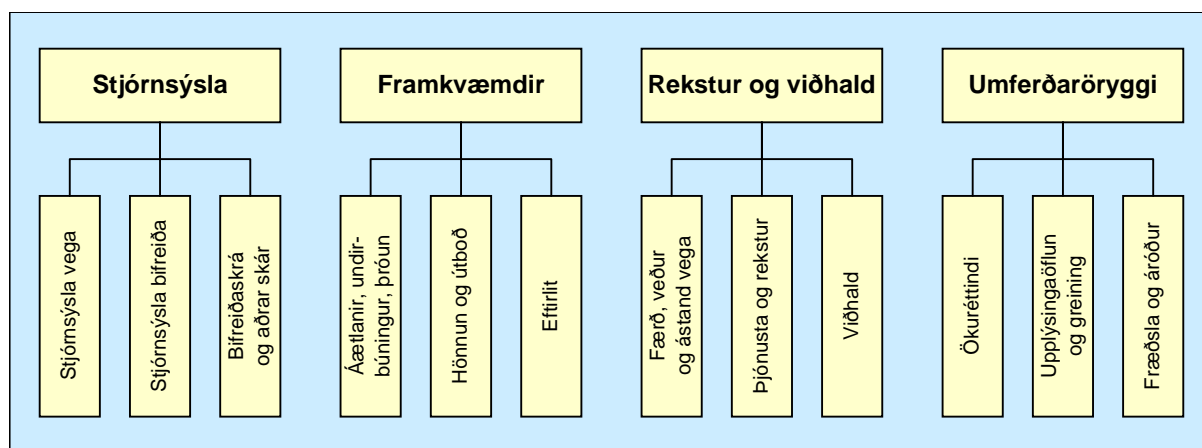 Stjórnsýsla
Framkvæmdir
Rekstur og viðhald
Umferðaröryggi
Stjórnsýsla vega
Stjórnsýsla bifreiða
Bifreiðaskrá
og aðrar skár
Áætlanir, undir-
búningur, þróun
Hönnun og útboð
Eftirlit
Færð, veður
og ástand vega
Þjónusta og rekstur
Viðhald
Ökuréttindi
Upplýsingaöflun
og greining
Fræðsla og áróður